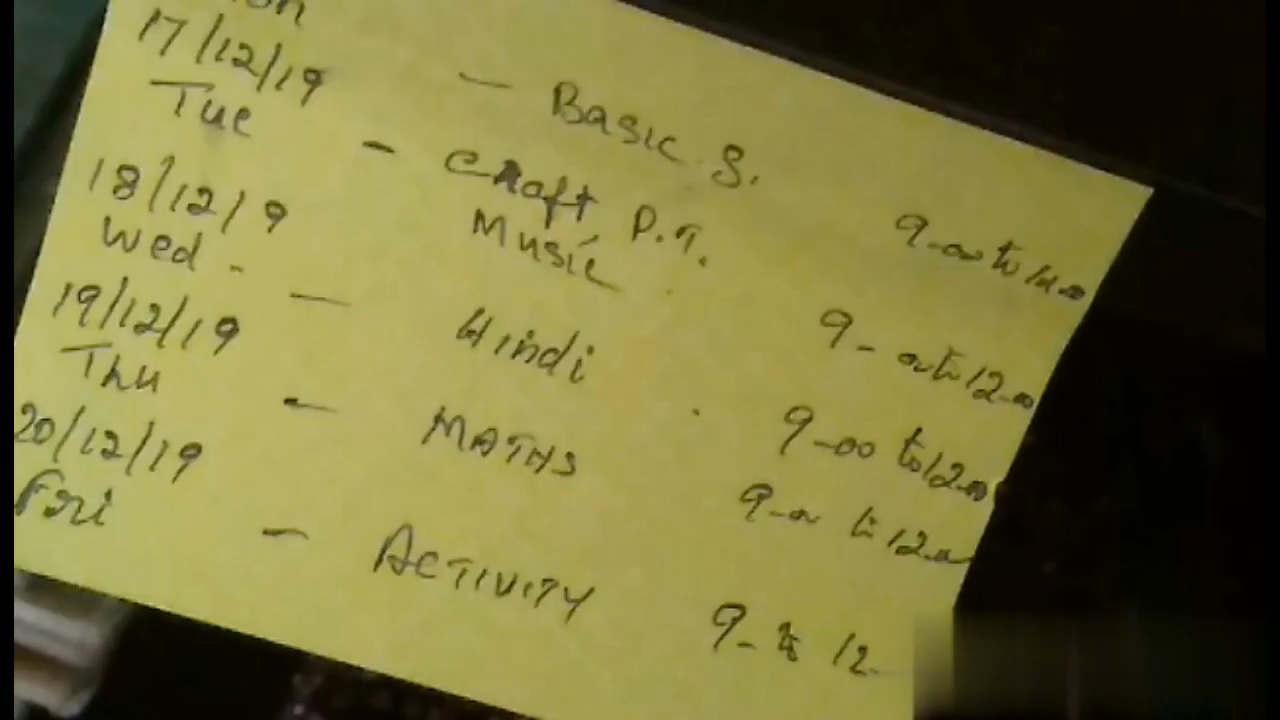 17/12/19 — Basic S. 9-00 to 12.00
Tue - Craft P.T. 9-00 to 12.00
18/12/19 Music
Wed - — Hindi 9-00 to 12.00
19/12/19
Thu — MATHS 9-00 to 12.00
20/12/19
Fri — ACTIVITY 9- to 12-